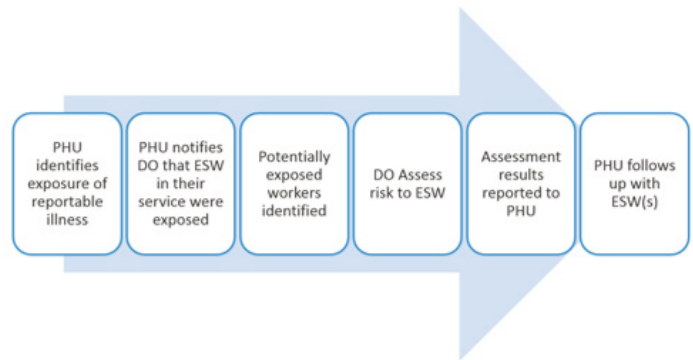 PHU
identifies
exposure of
reportable
illness
PHU notifies
DO that ESW
in their
service were
exposed
Potentially
exposed
workers
identified
DO Assess
risk to ESW
Assessment
results
reported to
PHU
PHU follows
up with
ESW(s)